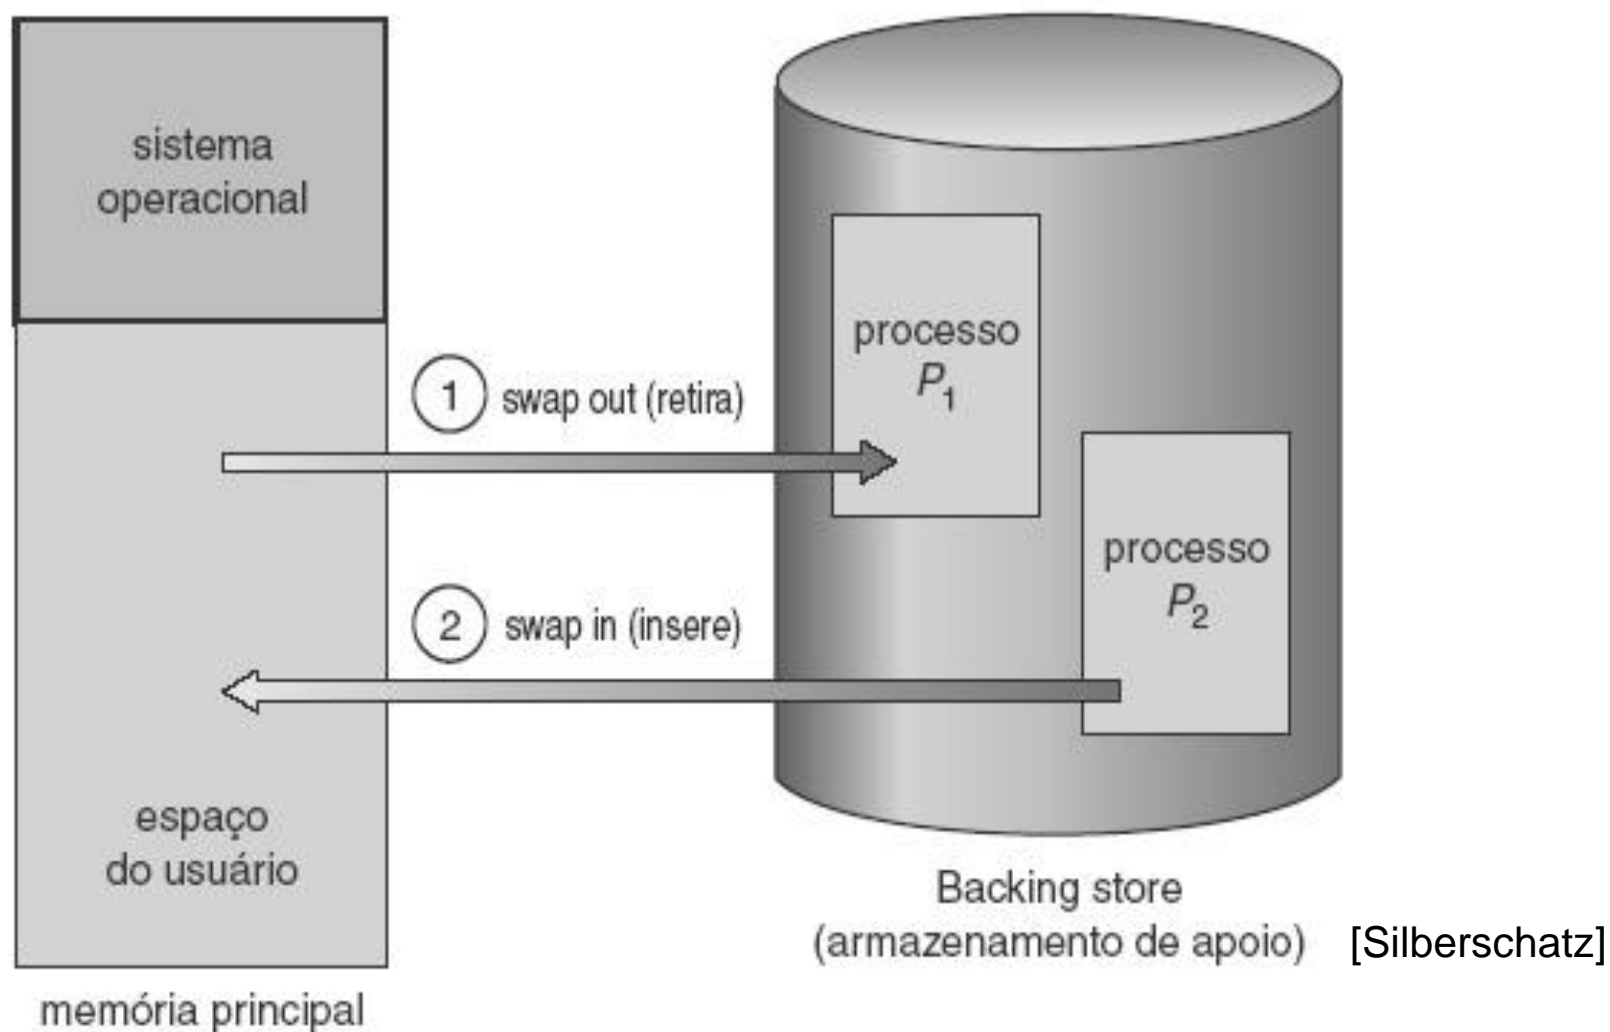 sistema
operacional
processo
P1
1 swap out (retira)
processo
P2
2 swap in (insere)
espaço
do usuário
Backing store
(armazenamento de apoio) [Silberschatz]
memória principal